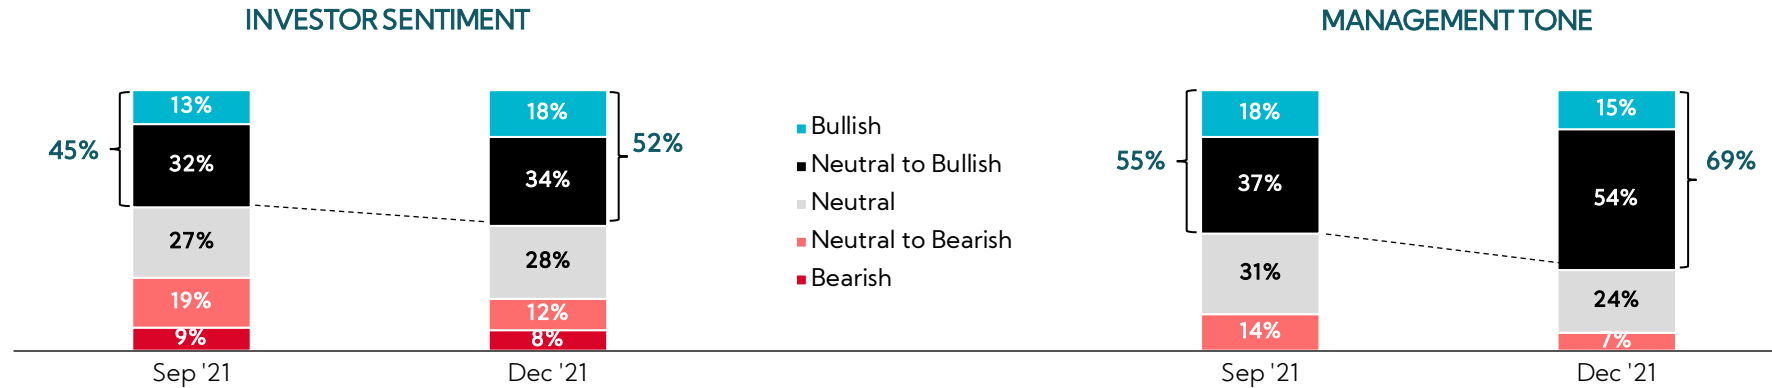 INVESTOR SENTIMENT
13%
32%
27%
19%
9%
45%
Sep '21
18%
34%
28%
12%
8%
52%
Dec '21
Bullish
Neutral to Bullish
Neutral
Neutral to Bearish
Bearish
MANAGEMENT TONE
18%
37%
31%
14%
55%
Sep '21
15%
54%
24%
7%
69%
Dec '21